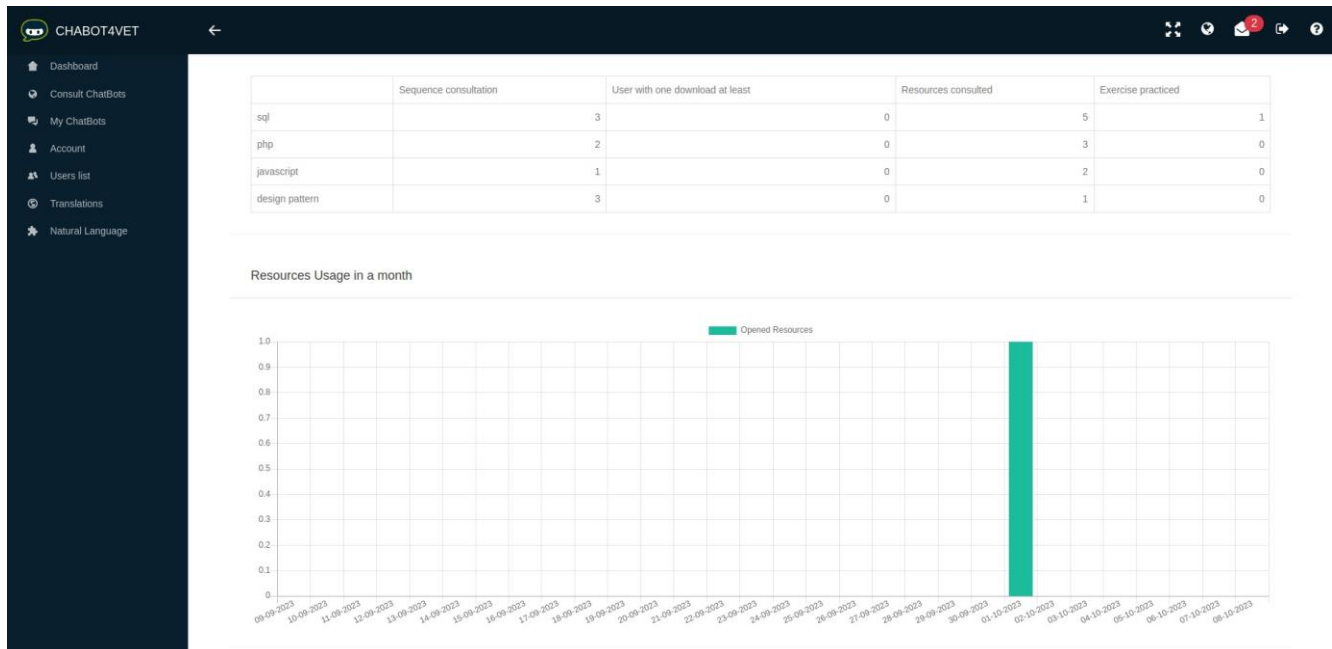 CHABOT4VET
2
Dashboard
Consult ChatBots
My ChatBots
Account
Users list
Translations
Natural Language
Sequence consultation User with one download at least Resources consulted Exercise practiced
sql 3 0 5 1
php 2 0 3 0
javascript 1 0 2 0
design pattern 3 0 1 0
Resources Usage in a month
Opened Resources
1.0
0.9
0.8
0.7
0.6
0.5
0.4
0.3
0.2
0.1
0
09-09-2023 10-09-2023 11-09-2023 12-09-2023 13-09-2023 14-09-2023 15-09-2023 16-09-2023 17-09-2023 18-09-2023 19-09-2023 20-09-2023 21-09-2023 22-09-2023 23-09-2023 24-09-2023 25-09-2023 26-09-2023 27-09-2023 28-09-2023 29-09-2023 30-09-2023 01-10-2023 02-10-2023 03-10-2023 04-10-2023 05-10-2023 06-10-2023 07-10-2023 08-10-2023